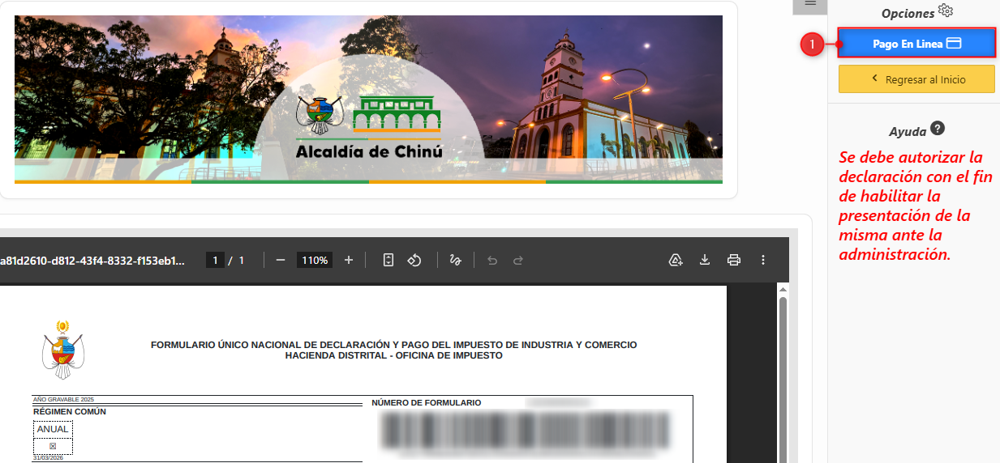 Opciones
1
Pago En Linea
Regresar al Inicio
Ayuda
Se debe autorizar la
declaración con el fin
de habilitar la
presentación de la
misma ante la
administración.
Alcaldía de Chinú
a81d2610-d812-43f4-8332-f153eb1...
1 / 1
110%
FORMULARIO ÚNICO NACIONAL DE DECLARACIÓN Y PAGO DEL IMPUESTO DE INDUSTRIA Y COMERCIO
HACIENDA DISTRITAL - OFICINA DE IMPUESTO
AÑO GRAVABLE 2025
RÉGIMEN COMÚN
ANUAL
☒
31/03/2026
NÚMERO DE FORMULARIO